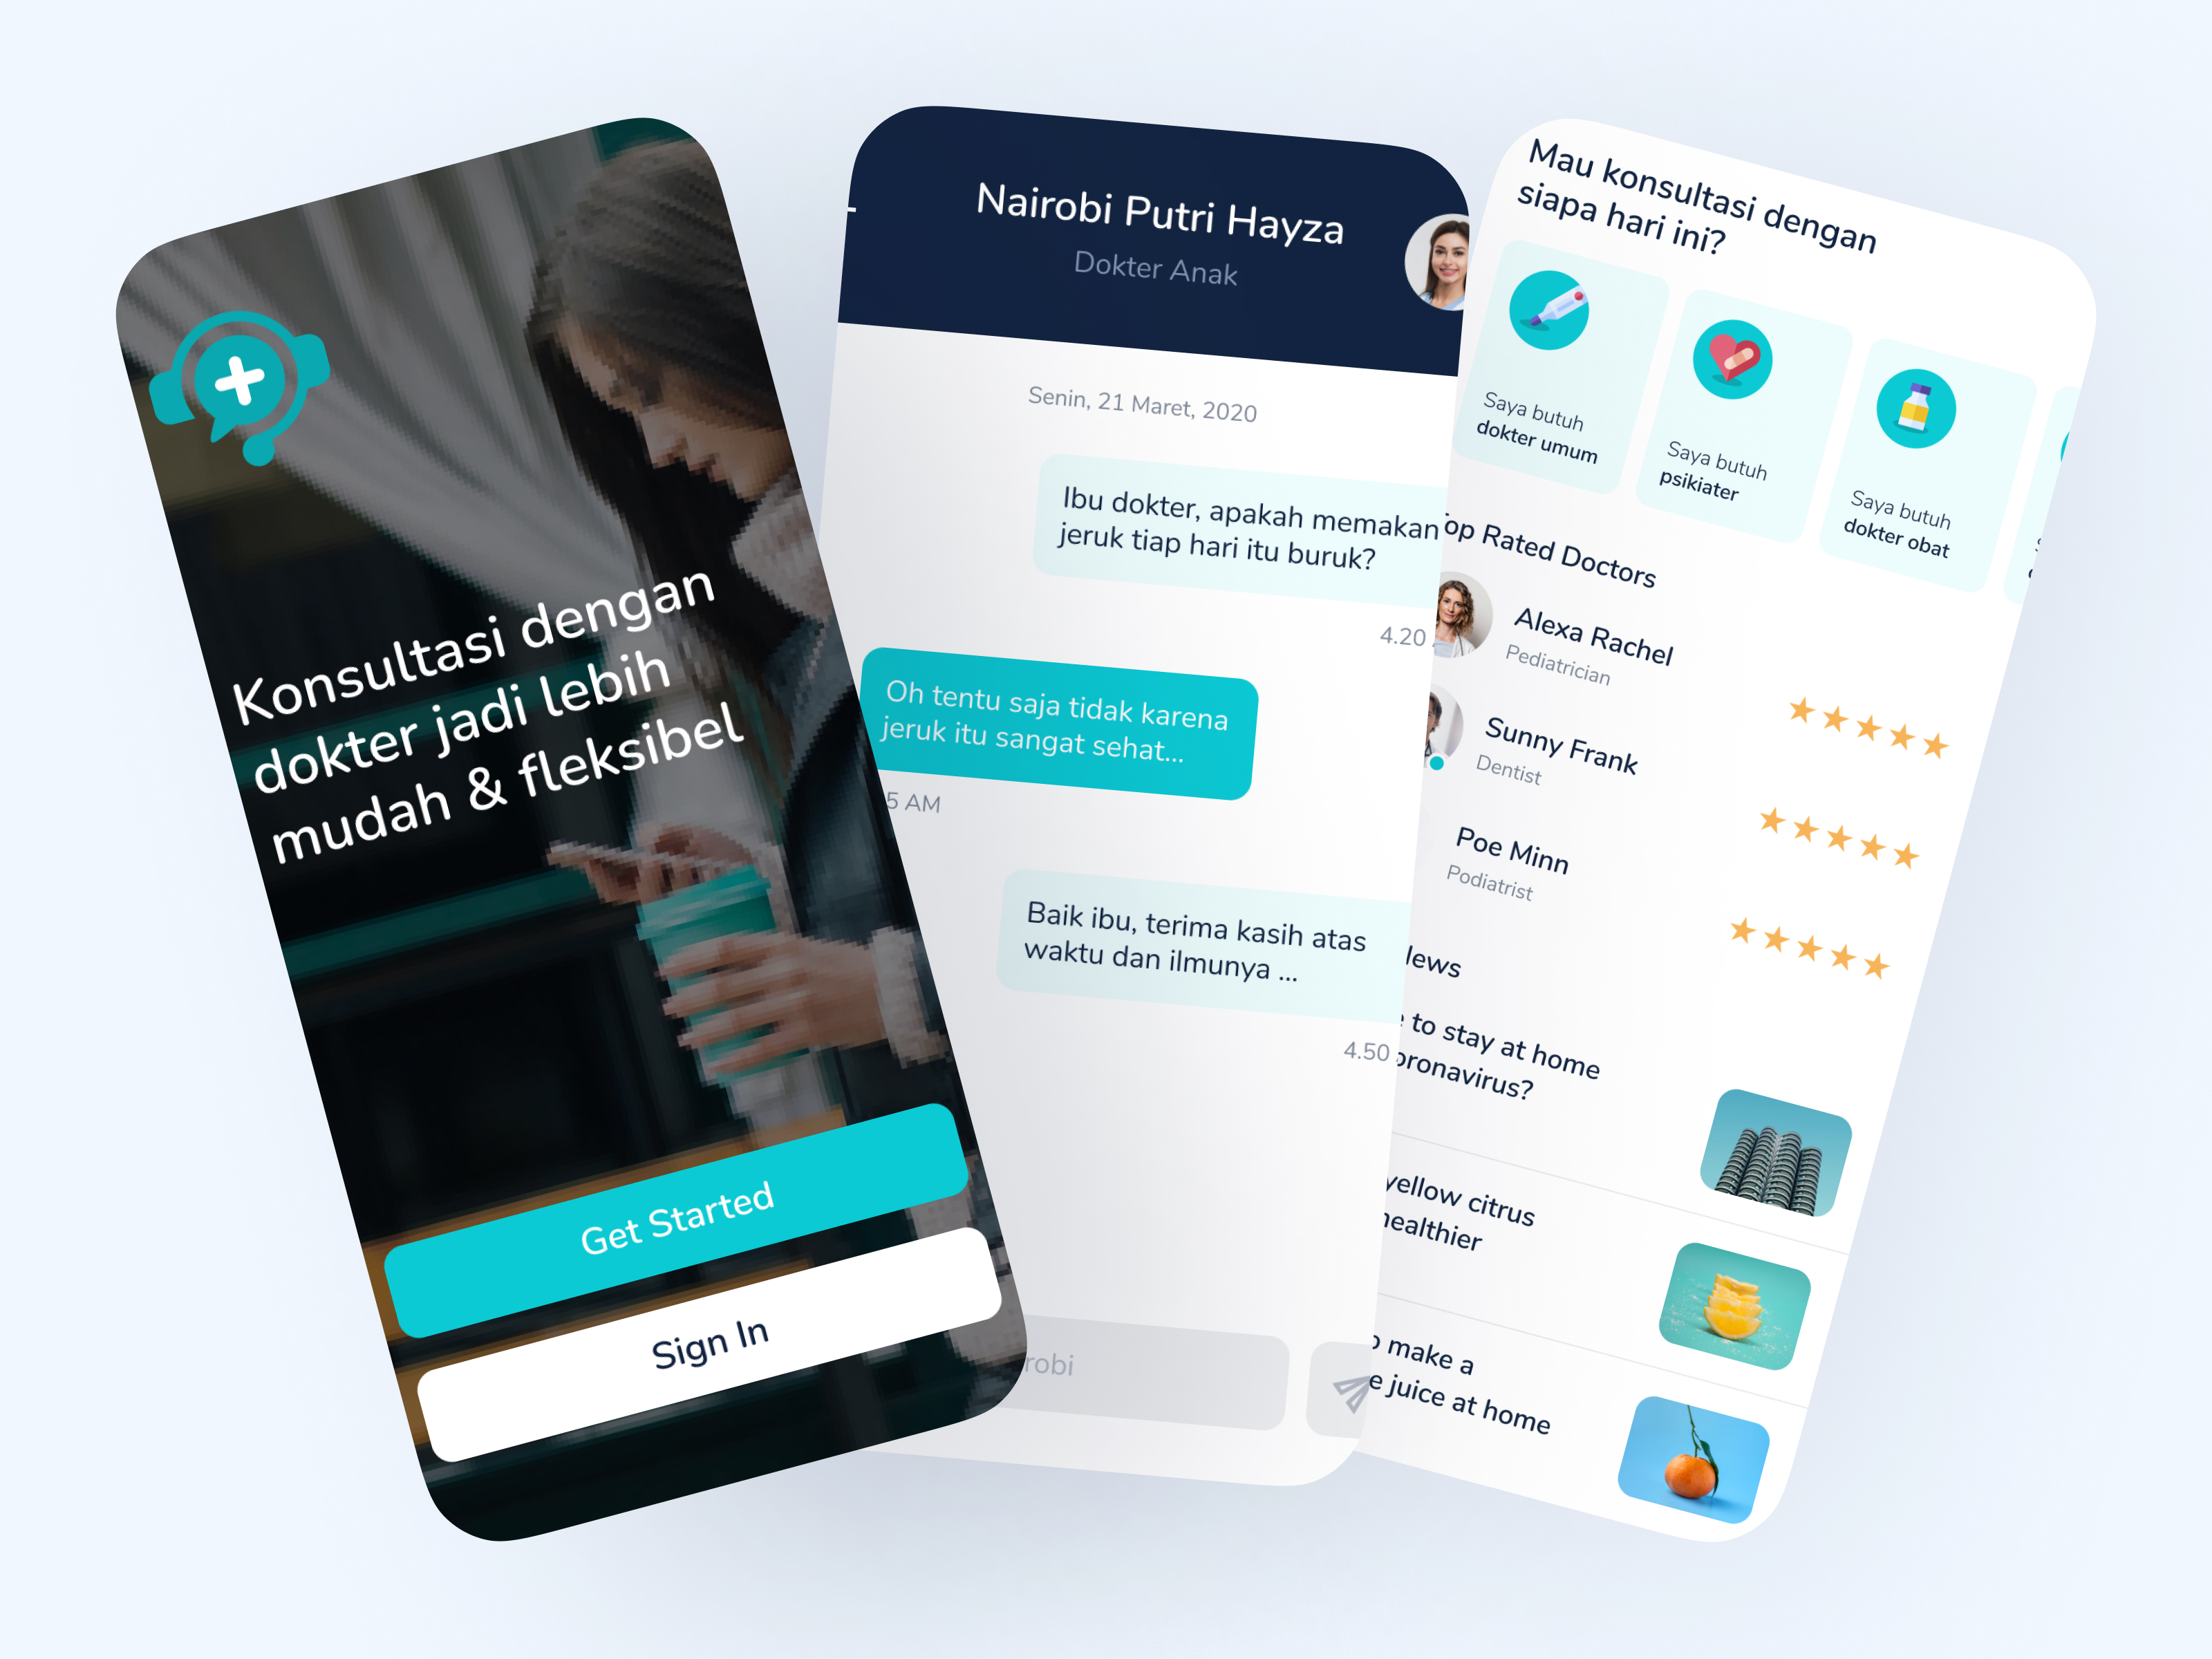 Konsultasi dengan
dokter jadi lebih
mudah & fleksibel
Get Started
Sign In
Nairobi Putri Hayza
Dokter Anak
Senin, 21 Maret, 2020
Ibu dokter, apakah memakan
jeruk tiap hari itu buruk?
4.20
Oh tentu saja tidak karena
jeruk itu sangat sehat...
5 AM
Baik ibu, terima kasih atas
waktu dan ilmunya ...
4.50
robi
Mau konsultasi dengan
siapa hari ini?
Saya butuh
dokter umum
Saya butuh
psikiater
Saya butuh
dokter obat
op Rated Doctors
Alexa Rachel
Pediatrician
Sunny Frank
Dentist
Poe Minn
Podiatrist
ews
to stay at home
oronavirus?
yellow citrus
healthier
make a
e juice at home